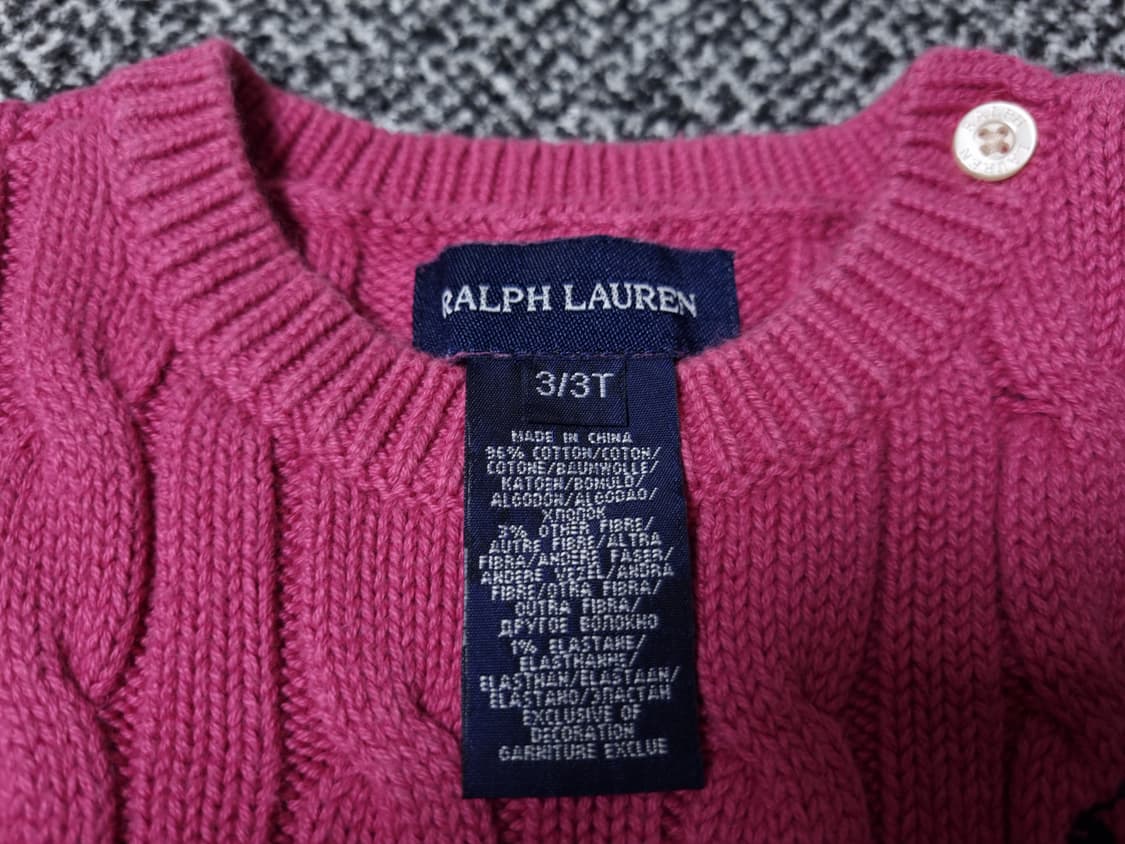 RALPH LAUREN
RALPH LAUREN
3/3T
MADE IN CHINA
96% COTTON/COTON/
COTONE/BAUMWOLLE/
KATOEN/BOMULD/
ALGODON/ALGODAO/
ХЛОПОК
3% OTHER FIBRE/
AUTRE FIBRE/ALTRA
FIBRA/ANDERE FASER/
ANDERE VEZEL/ANDRA
FIBRE/OTRA FIBRA/
OUTRA FIBRA/
ДРУГОЕ ВОЛОКНО
1% ELASTANE/
ELASTHANNE/
ELASTHAN/ELASTAAN/
ELASTANO/ЭЛАСТАН
EXCLUSIVE OF
DECORATION
GARNITURE EXCLUE